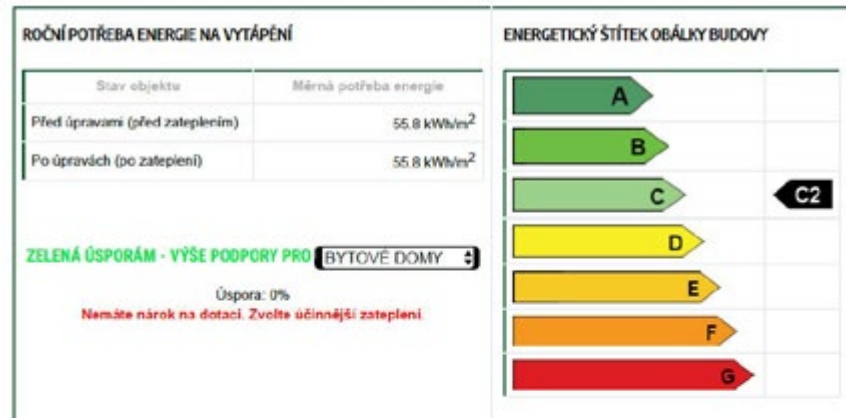 ROČNÍ POTŘEBA ENERGIE NA VYTÁPĚNÍ
Stav objektu Měrná potřeba energie
Před úpravami (před zateplením) 55.8 kWh/m2
Po úpravách (po zateplení) 55.8 kWh/m2
ZELENÁ ÚSPORÁM - VÝŠE PODPORY PRO BYTOVÉ DOMY
Úspora: 0%
Nemáte nárok na dotaci. Zvolte účinnější zateplení.
ENERGETICKÝ ŠTÍTEK OBÁLKY BUDOVY
A
B
C C2
D
E
F
G